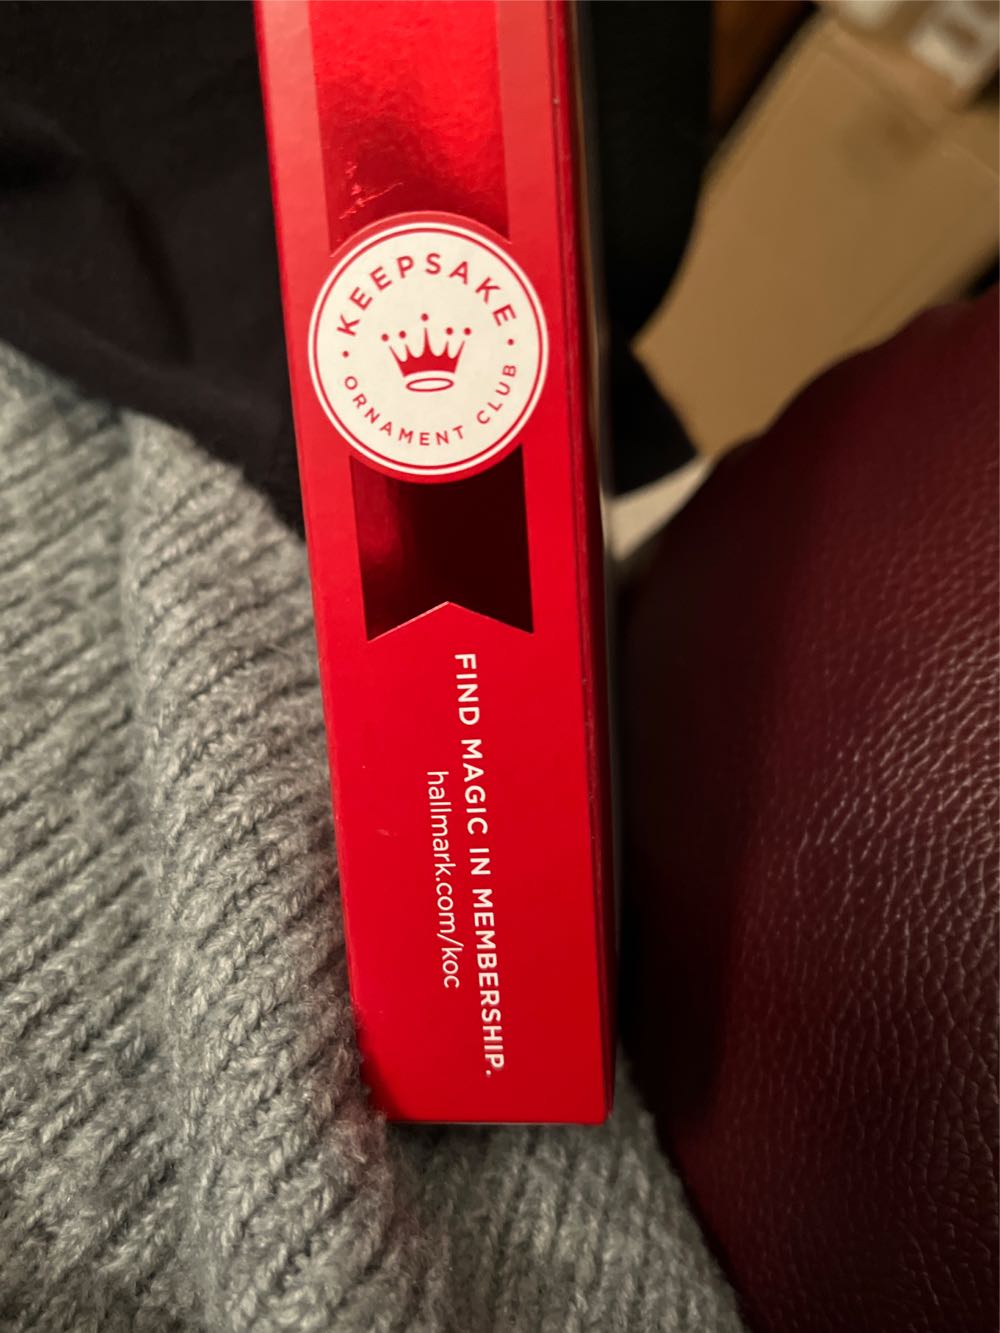 KEEPSAKE
ORNAMENT CLUB
FIND MAGIC IN MEMBERSHIP.
hallmark.com/koc